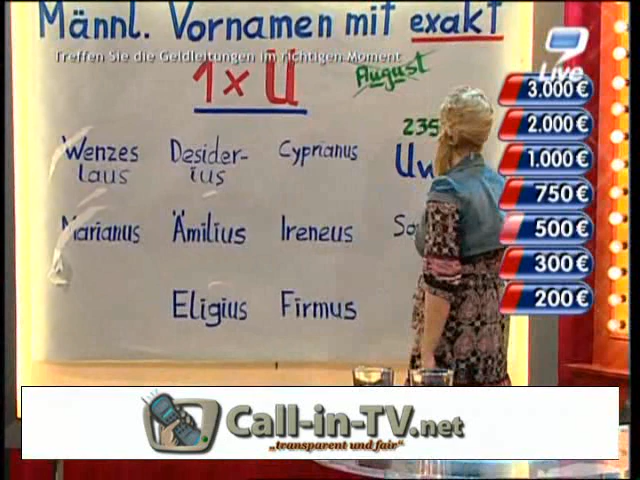 Männl. Vornamen mit exakt
Treffen Sie die Geldleitungen im richtigen Moment
1x U
August
9
Live
3.000 €
2.000 €
1.000 €
750 €
500 €
300 €
200 €
235
Wenzes
laus
Desider-
ius
Cyprianus
Marianus
Ämilius
Ireneus
Eligius
Firmus
Call-in-TV.net
„transparent und fair“